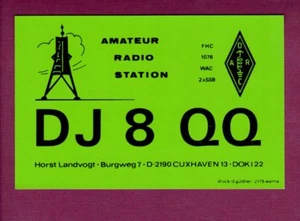 AMATEUR
RADIO
STATION
FHC
1076
WAC
2xSSB
DJ 8 QQ
Horst Landvogt · Burgweg 7 · D-2190 CUXHAVEN 13 · DOK I 22